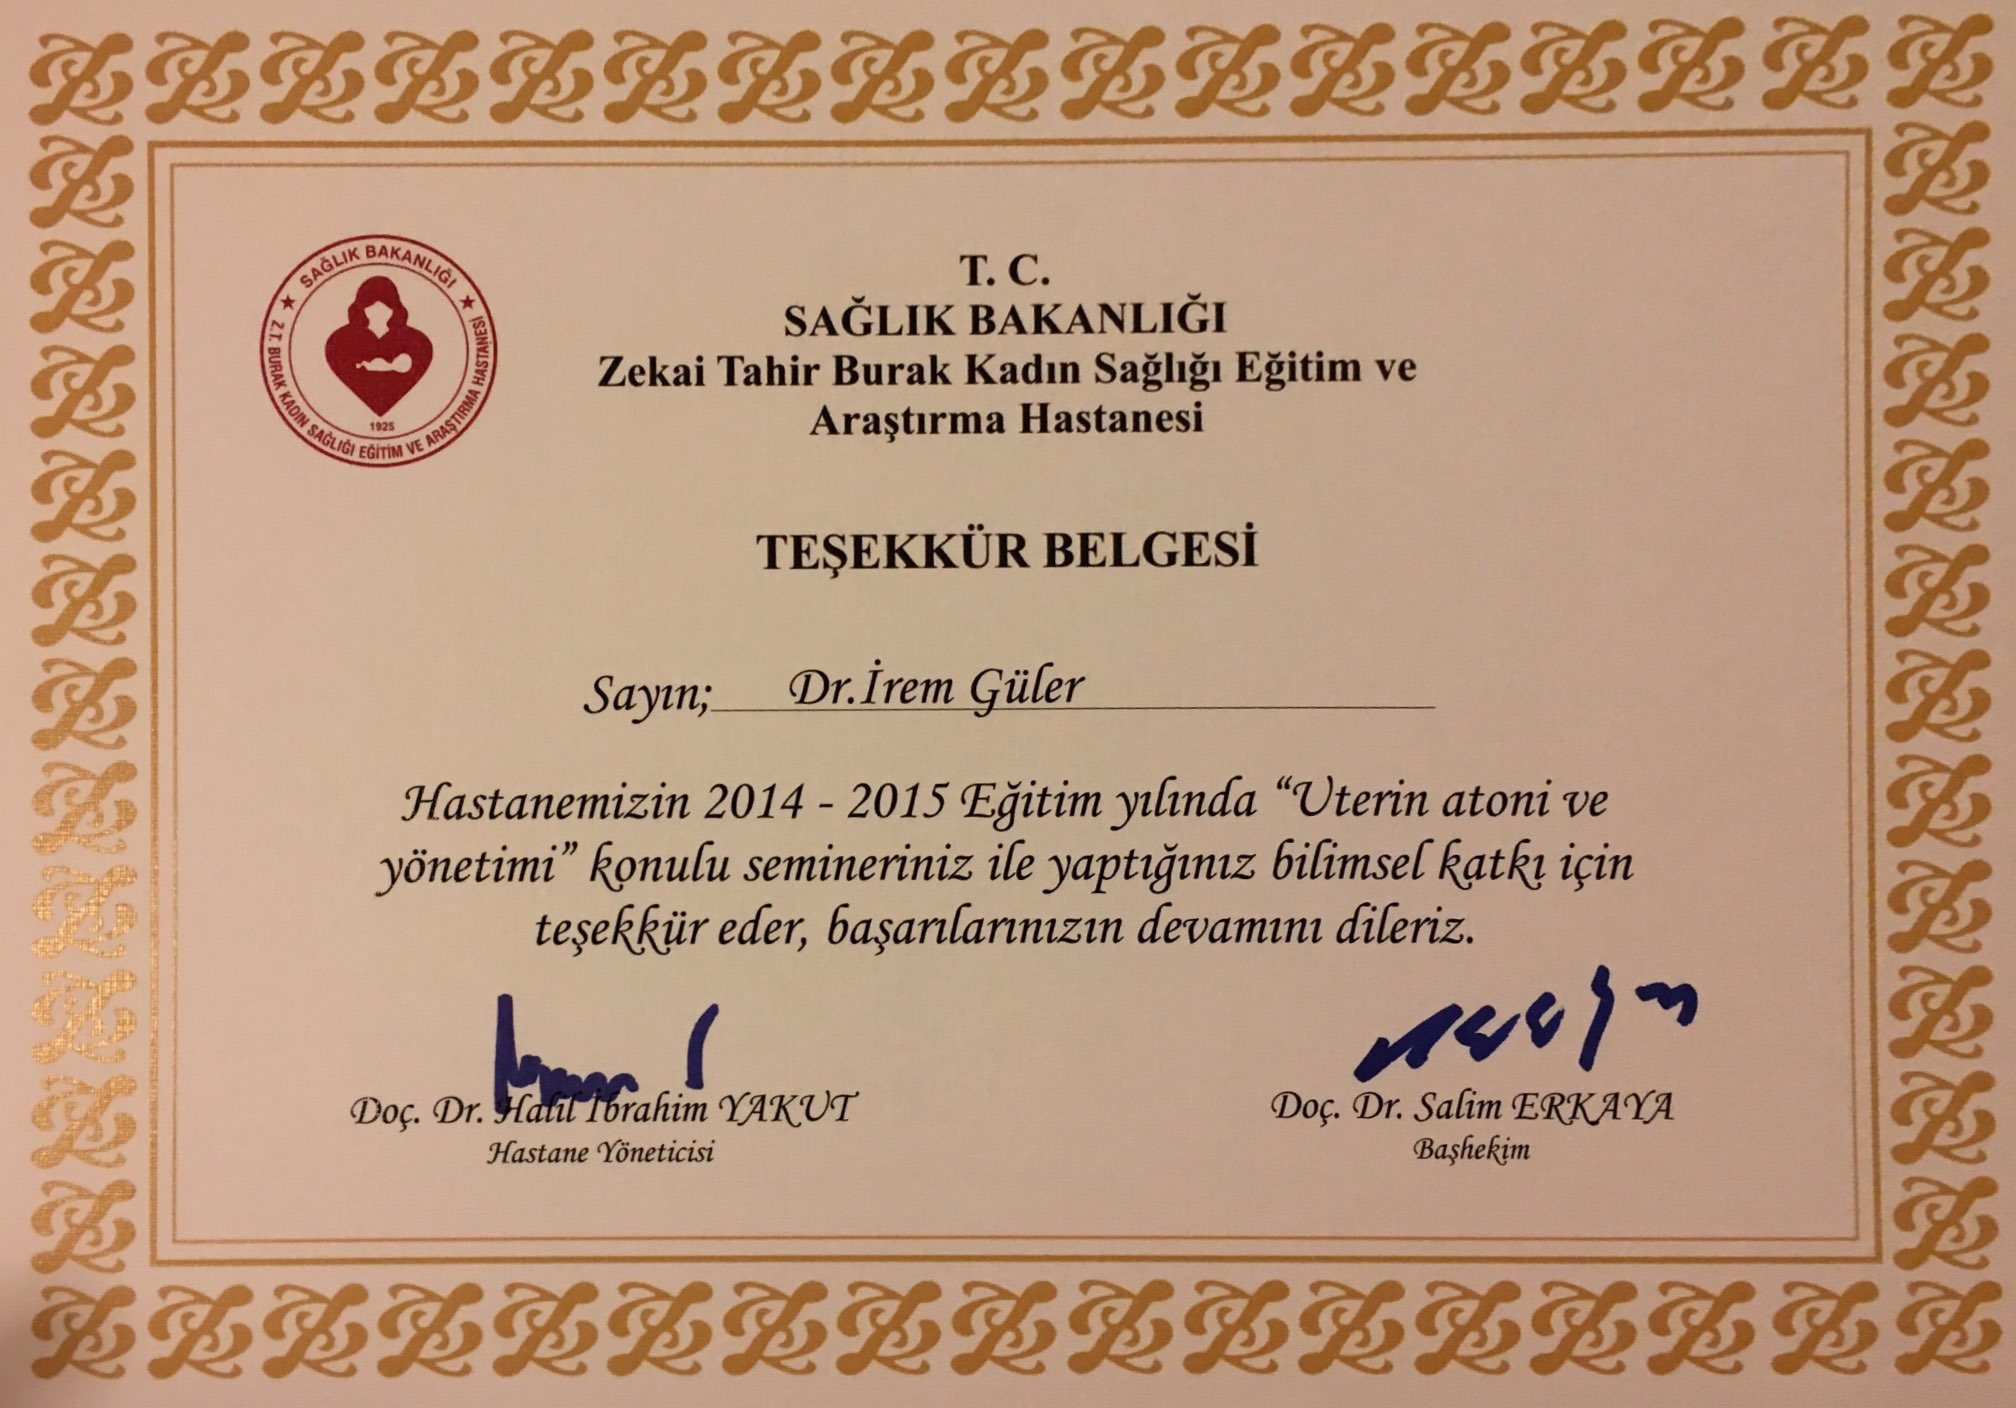 SAĞLIK BAKANLIĞI
Z.T. BURAK KADIN SAĞLIĞI EĞİTİM VE ARAŞTIRMA HASTANESİ
1925
T. C.
SAĞLIK BAKANLIĞI
Zekai Tahir Burak Kadın Sağlığı Eğitim ve
Araştırma Hastanesi
TEŞEKKÜR BELGESİ
Sayın; Dr.İrem Güler
Hastanemizin 2014 - 2015 Eğitim yılında “Uterin atoni ve
yönetimi” konulu semineriniz ile yaptığınız bilimsel katkı için
teşekkür eder, başarılarınızın devamını dileriz.
Doç. Dr. Halil İbrahim YAKUT
Hastane Yöneticisi
Doç. Dr. Salim ERKAYA
Başhekim